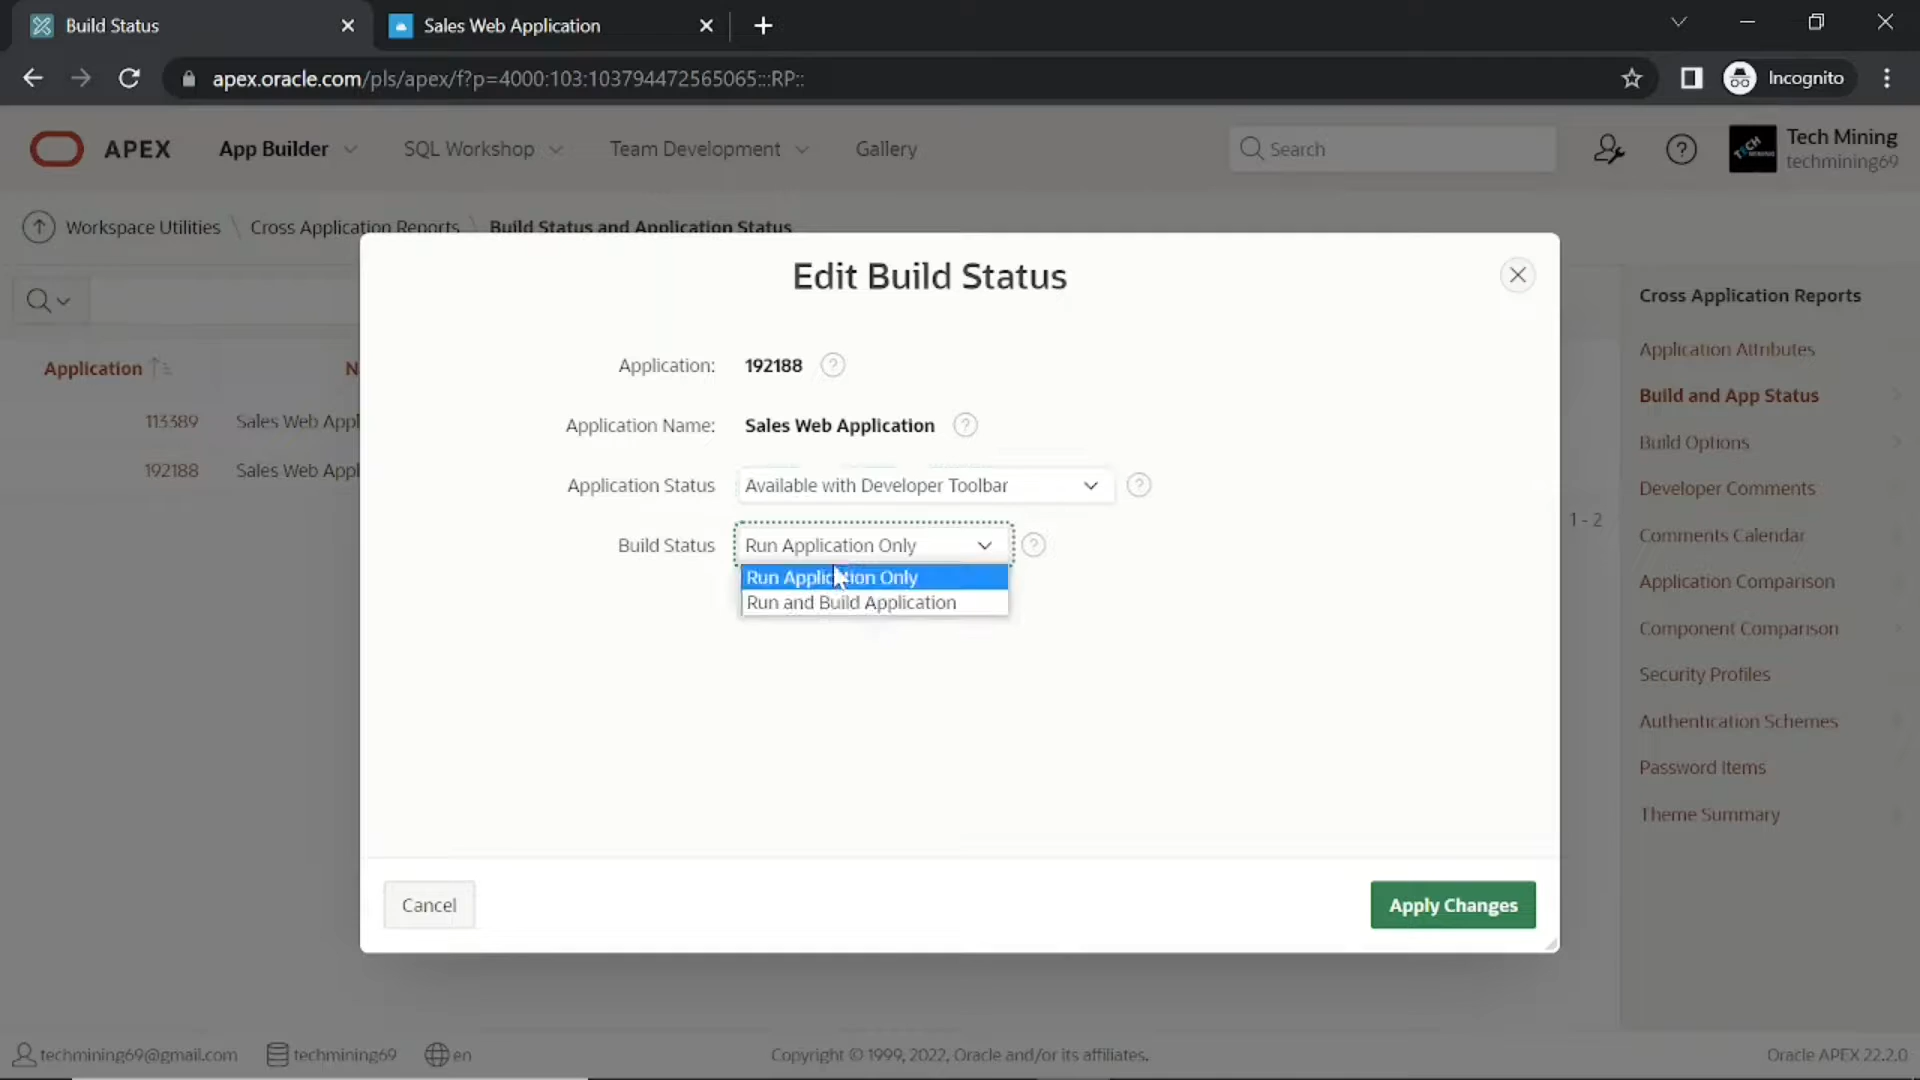 Build Status
Sales Web Application
apex.oracle.com/pls/apex/f?p=4000:103:103794472565065:::RP::
Incognito
APEX
App Builder
SQL Workshop
Team Development
Gallery
Search
Tech Mining
techmining69
Workspace Utilities \ Cross Application Reports \ Build Status and Application Status
Edit Build Status
Application
N
113389 Sales Web Appl
192188 Sales Web Appl
Application: 192188
Application Name: Sales Web Application
Application Status Available with Developer Toolbar
Build Status Run Application Only
Run Application Only
Run and Build Application
1 - 2
Cancel
Apply Changes
Cross Application Reports
Application Attributes
Build and App Status
Build Options
Developer Comments
Comments Calendar
Application Comparison
Component Comparison
Security Profiles
Authentication Schemes
Password Items
Theme Summary
techmining69@gmail.com techmining69 en
Copyright © 1999, 2022, Oracle and/or its affiliates.
Oracle APEX 22.2.0